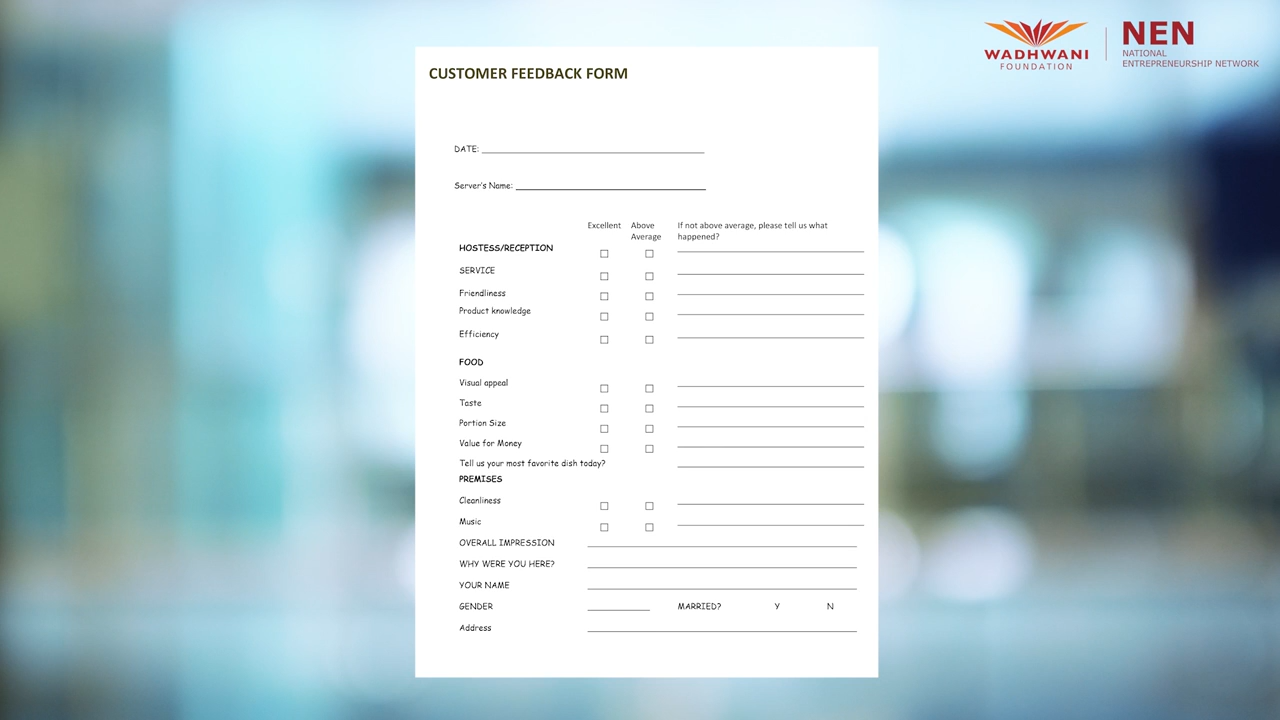 WADHWANI
FOUNDATION
NEN
NATIONAL
ENTREPRENEURSHIP NETWORK
CUSTOMER FEEDBACK FORM
DATE:
Server's Name:
Excellent Above Average If not above average, please tell us what happened?
HOSTESS/RECEPTION
SERVICE
Friendliness
Product knowledge
Efficiency
FOOD
Visual appeal
Taste
Portion Size
Value for Money
Tell us your most favorite dish today?
PREMISES
Cleanliness
Music
OVERALL IMPRESSION
WHY WERE YOU HERE?
YOUR NAME
GENDER MARRIED? Y N
Address